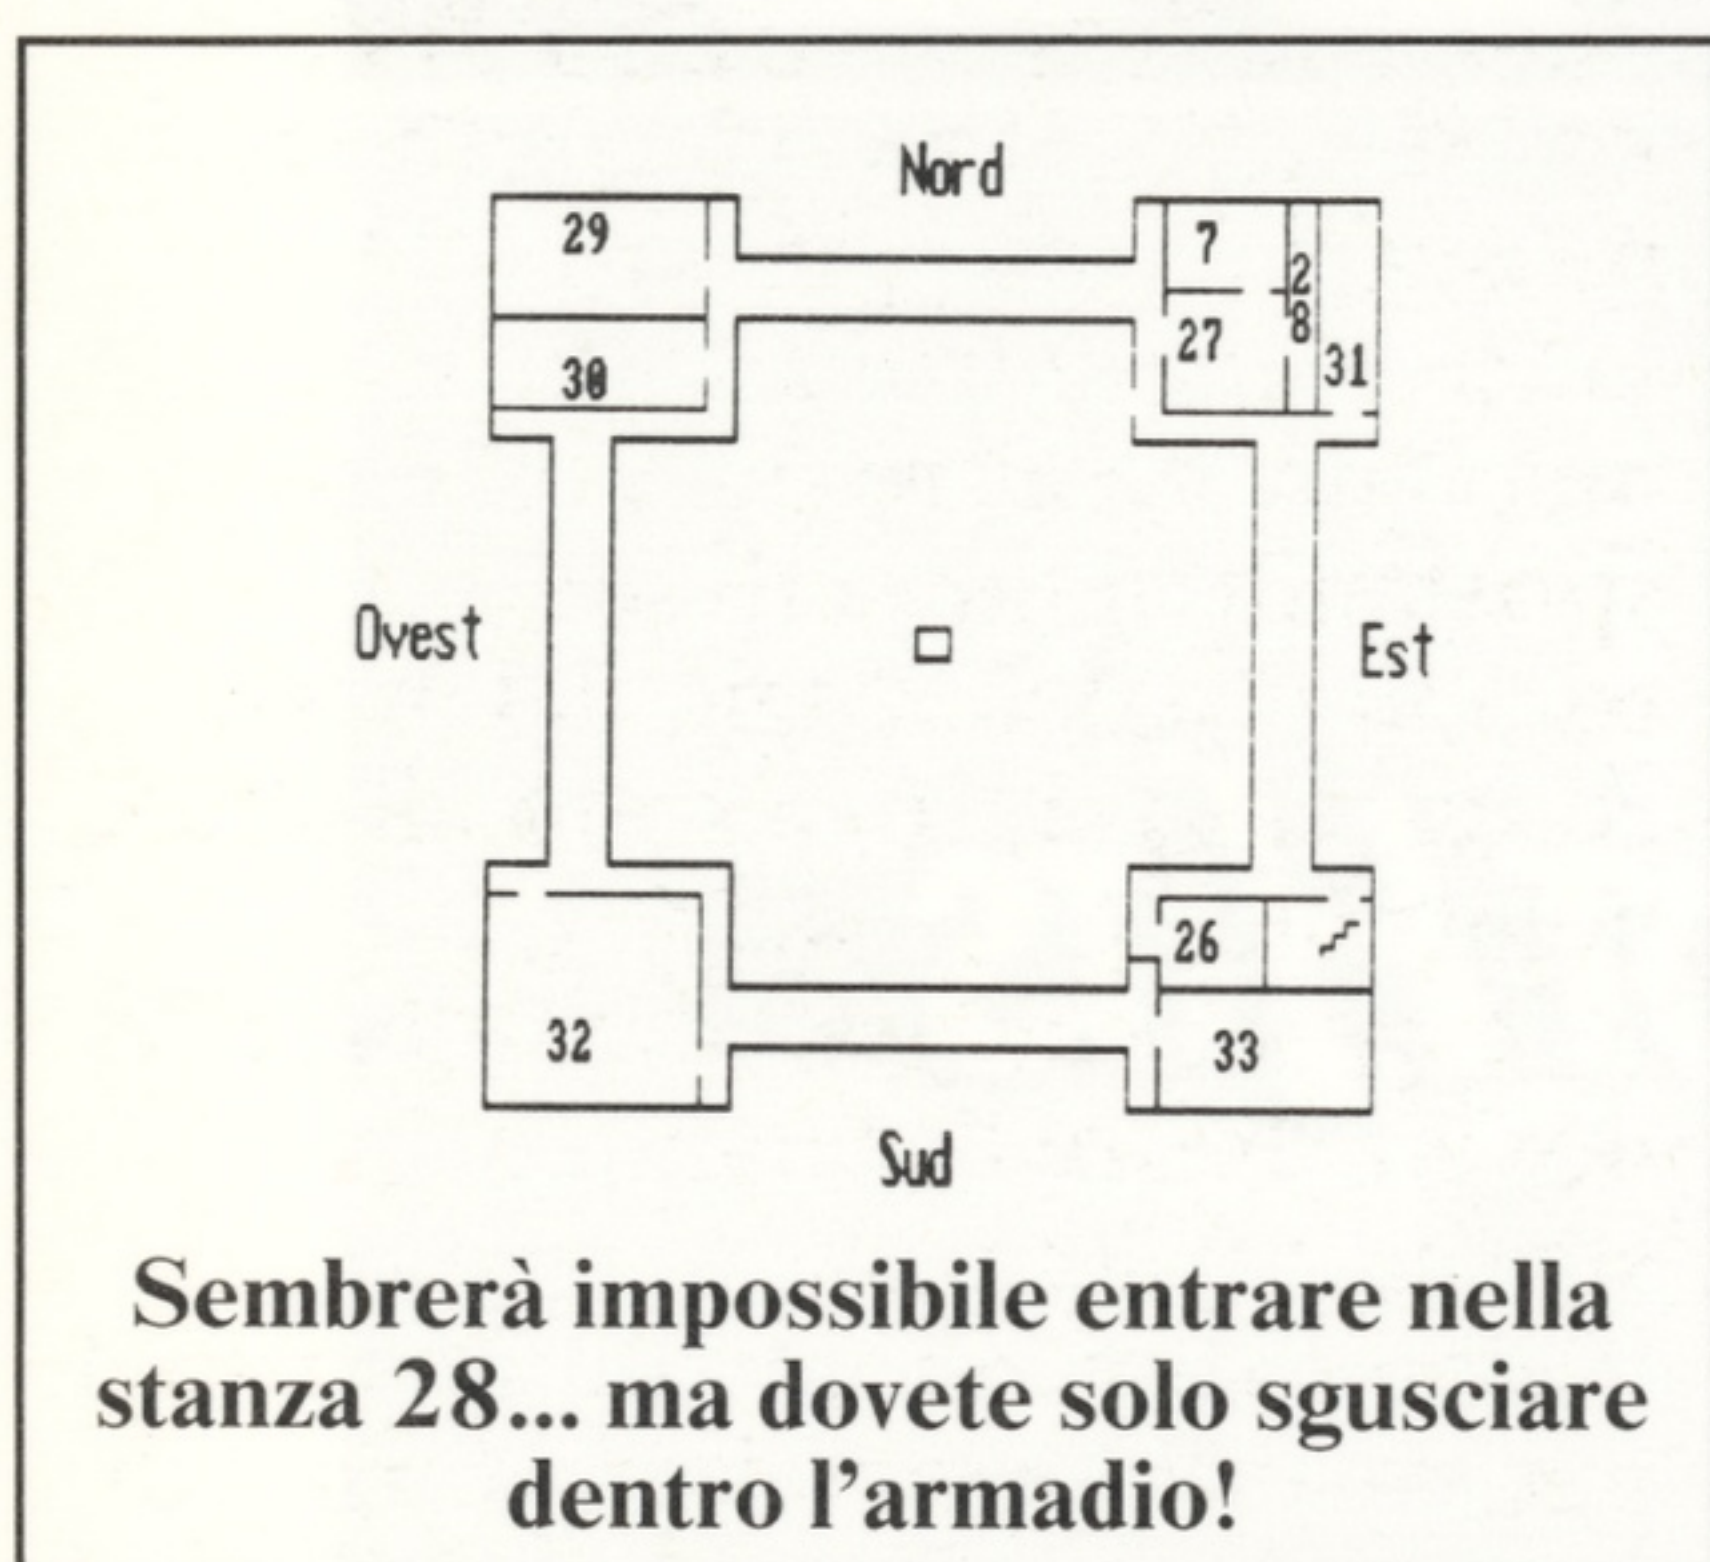 Nord
29
7
2
8
27
30
31
Ovest
Est
26
32
33
Sud
Sembrerà impossibile entrare nella
stanza 28... ma dovete solo sgusciare
dentro l'armadio!